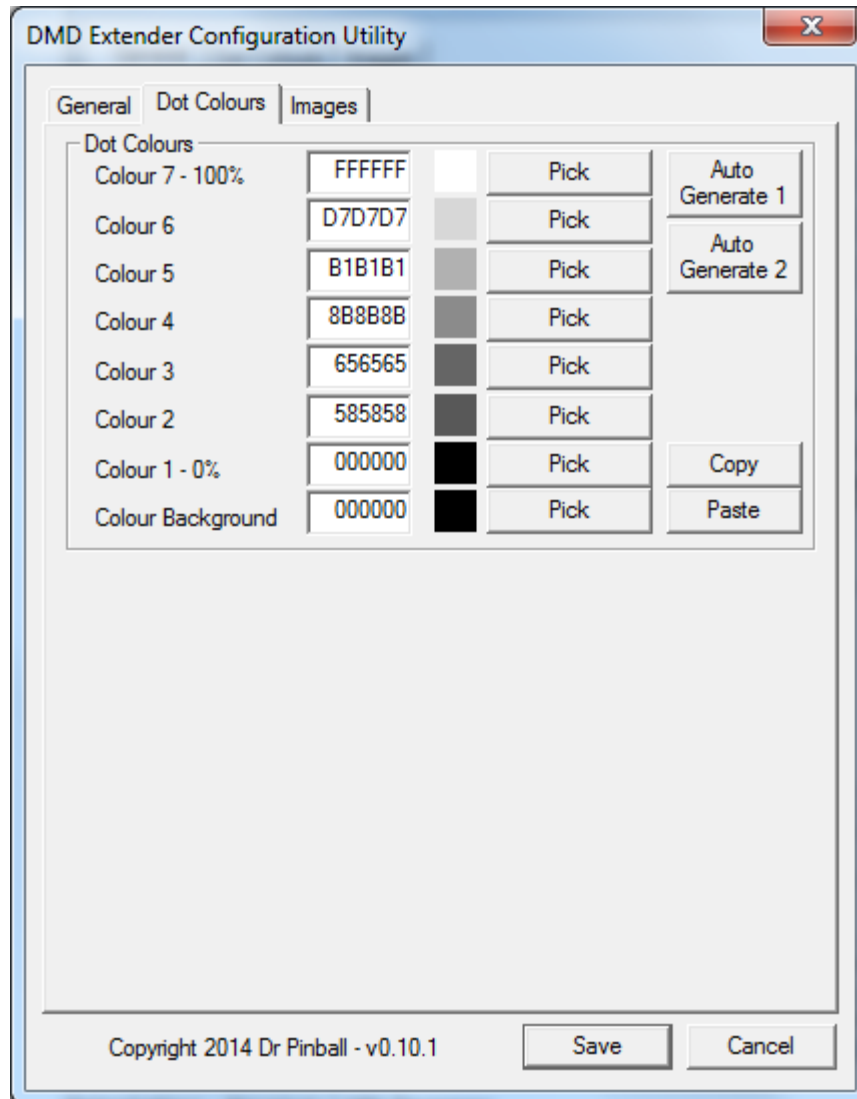 DMD Extender Configuration Utility
General Dot Colours Images
Dot Colours
Colour 7 - 100% FFFFFF Pick Auto
Generate 1
Colour 6 D7D7D7 Pick
Auto
Generate 2
Colour 5 B1B1B1 Pick
Colour 4 8B8B8B Pick
Colour 3 656565 Pick
Colour 2 585858 Pick
Colour 1 - 0% 000000 Pick Copy
Colour Background 000000 Pick Paste
Copyright 2014 Dr Pinball - v0.10.1 Save Cancel